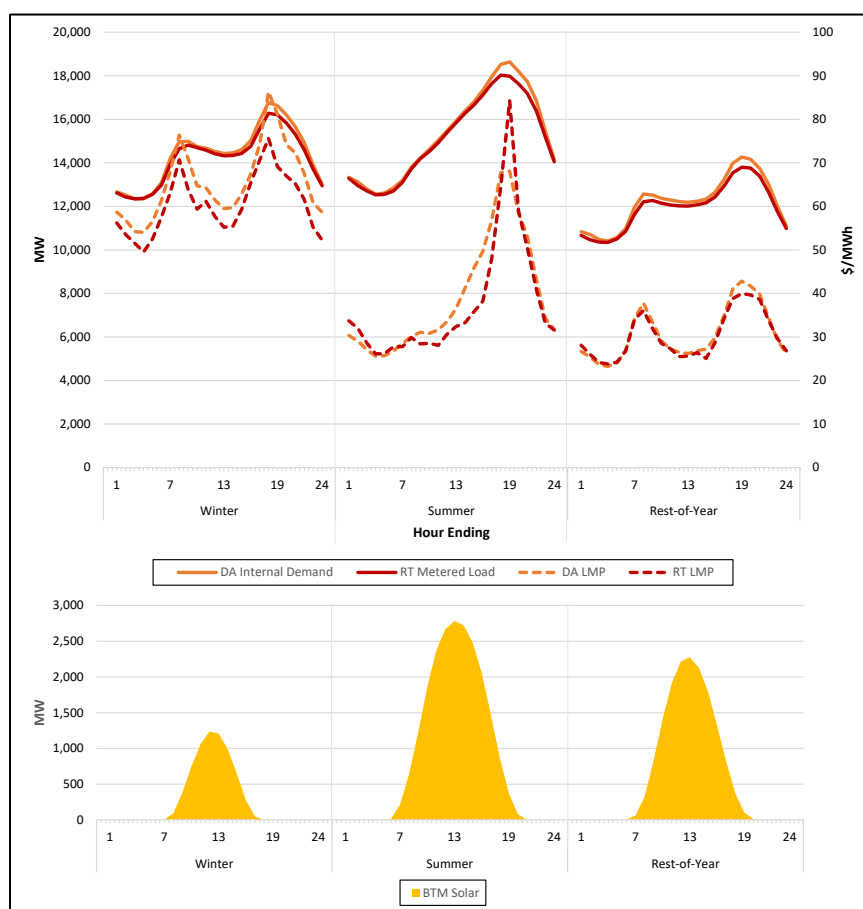 20,000
18,000
16,000
14,000
12,000
10,000
8,000
6,000
4,000
2,000
0
MW
100
90
80
70
60
50
40
30
20
10
0
$/MWh
1 7 13 19 24 1 7 13 19 24 1 7 13 19 24
Winter Summer Rest-of-Year
Hour Ending
DA Internal Demand RT Metered Load DA LMP RT LMP
3,000
2,500
2,000
1,500
1,000
500
0
MW
1 7 13 19 24 1 7 13 19 24 1 7 13 19 24
Winter Summer Rest-of-Year
BTM Solar